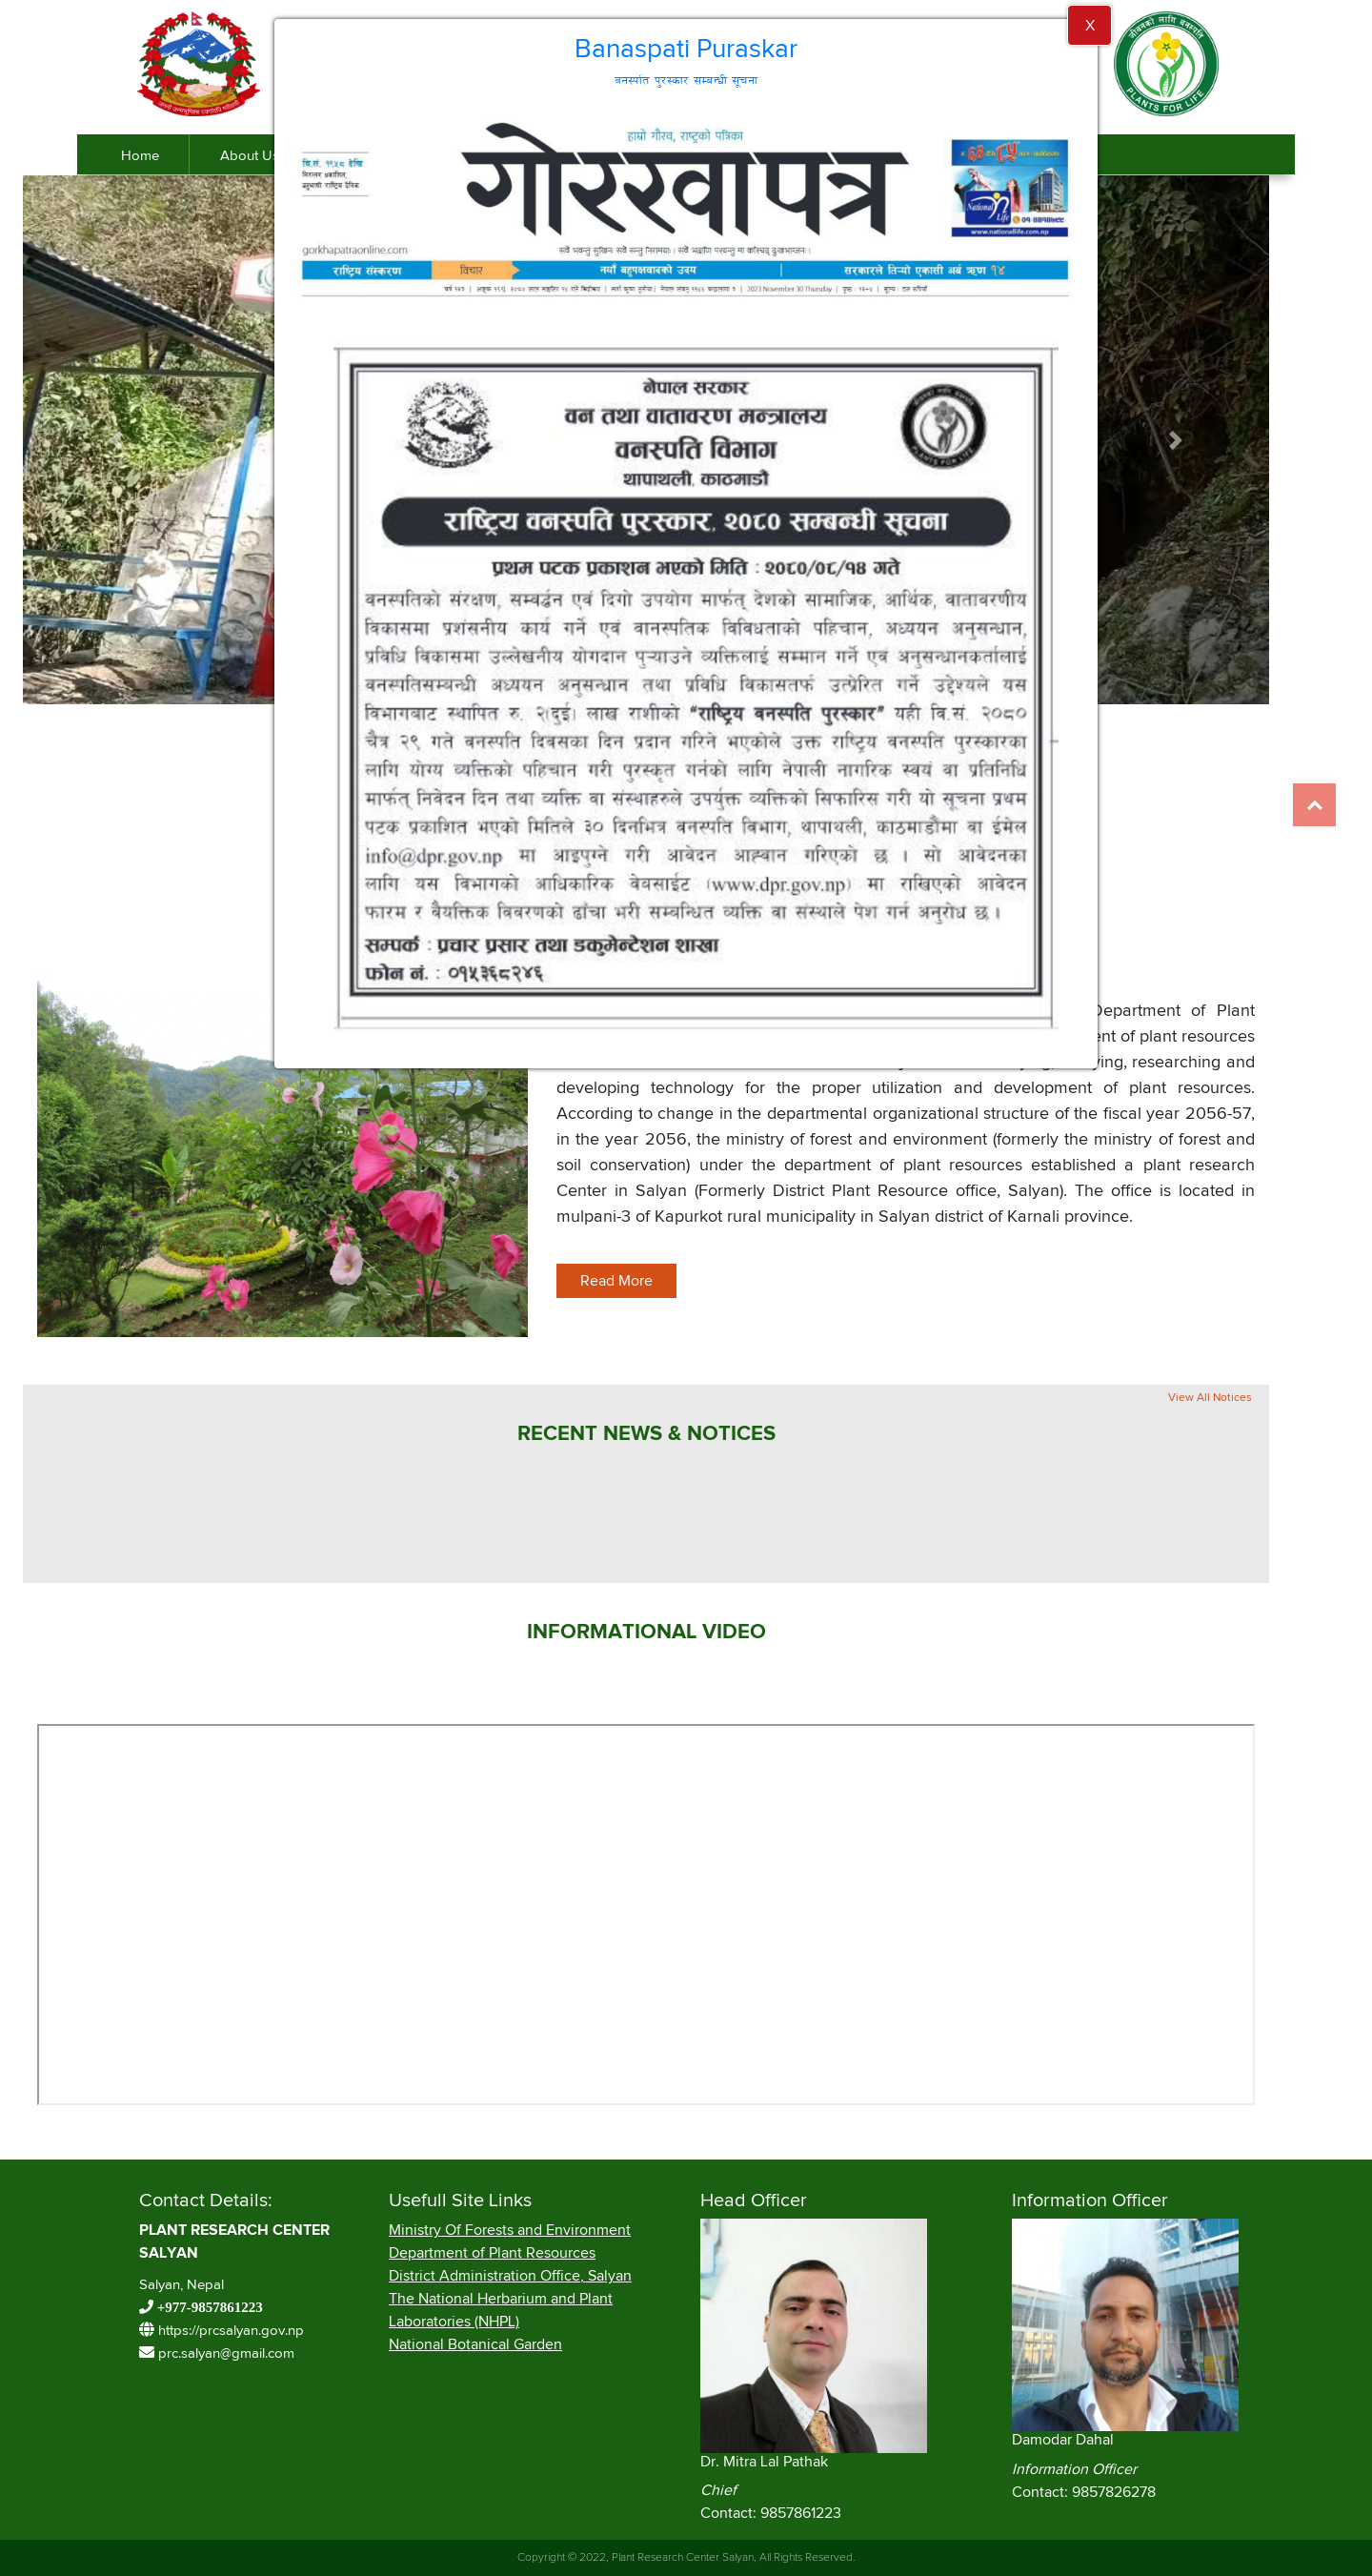 Banaspati Puraskar
वनस्पति पुरस्कार सम्बन्धी सूचना
X
PLANTS FOR LIFE
Home
About Us
हाम्रो गौरव, राष्ट्रको पत्रिका
वि.सं. १९५८ देखि
निरन्तर प्रकाशित,
गोरखापत्र
National
Life
www.nationallife.com.np
gorkhapatraonline.com
राष्ट्रिय संस्करण
विचार
नयाँ बहुपक्षवादको उदय
सरकारले तिर्‍यो एकासी अर्ब ऋण १४
2023 November 30 Thursday
नेपाल सरकार
वन तथा वातावरण मन्त्रालय
वनस्पति विभाग
थापाथली, काठमाडौं
राष्ट्रिय वनस्पति पुरस्कार, २०८० सम्बन्धी सूचना
प्रथम पटक प्रकाशन भएको मिति : २०८०/०८/१४ गते
वनस्पतिको संरक्षण, सम्बर्द्धन एवं दिगो उपयोग मार्फत् देशको सामाजिक, आर्थिक, वातावरणीय
विकासमा प्रशंसनीय कार्य गर्ने एवं वानस्पतिक विविधताको पहिचान, अध्ययन अनुसन्धान,
प्रविधि विकासमा उल्लेखनीय योगदान पुऱ्याउने व्यक्तिलाई सम्मान गर्ने एवं अनुसन्धानकर्तालाई
वनस्पतिसम्बन्धी अध्ययन अनुसन्धान तथा प्रविधि विकासतर्फ उत्प्रेरित गर्ने उद्देश्यले यस
विभागबाट स्थापित रु. २(दुई) लाख राशीको “राष्ट्रिय वनस्पति पुरस्कार” यही वि.सं. २०८०
चैत्र २९ गते वनस्पति दिवसका दिन प्रदान गरिने भएकोले उक्त राष्ट्रिय वनस्पति पुरस्कारका
लागि योग्य व्यक्तिको पहिचान गरी पुरस्कृत गर्नको लागि नेपाली नागरिक स्वयं वा प्रतिनिधि
मार्फत् निवेदन दिन तथा व्यक्ति वा संस्थाहरुले उपर्युक्त व्यक्तिको सिफारिस गरी यो सूचना प्रथम
पटक प्रकाशित भएको मितिले ३० दिनभित्र वनस्पति विभाग, थापाथली, काठमाडौंमा वा ईमेल
info@dpr.gov.np मा आइपुग्ने गरी आवेदन आह्वान गरिएको छ । सो आवेदनका
लागि यस विभागको आधिकारिक वेबसाईट (www.dpr.gov.np) मा राखिएको आवेदन
फारम र वैयक्तिक विवरणको ढाँचा भरी सम्बन्धित व्यक्ति वा संस्थाले पेश गर्न अनुरोध छ ।
सम्पर्क : प्रचार प्रसार तथा डकुमेन्टेशन शाखा
फोन नं. : ०१५३६८२४६
Department of Plant
of plant resources
researching and
developing technology for the proper utilization and development of plant resources.
According to change in the departmental organizational structure of the fiscal year 2056-57,
in the year 2056, the ministry of forest and environment (formerly the ministry of forest and
soil conservation) under the department of plant resources established a plant research
Center in Salyan (Formerly District Plant Resource office, Salyan). The office is located in
mulpani-3 of Kapurkot rural municipality in Salyan district of Karnali province.
Read More
View All Notices
RECENT NEWS & NOTICES
INFORMATIONAL VIDEO
Contact Details:
PLANT RESEARCH CENTER
SALYAN
Salyan, Nepal
+977-9857861223
https://prcsalyan.gov.np
prc.salyan@gmail.com
Usefull Site Links
Ministry Of Forests and Environment
Department of Plant Resources
District Administration Office, Salyan
The National Herbarium and Plant
Laboratories (NHPL)
National Botanical Garden
Head Officer
Dr. Mitra Lal Pathak
Chief
Contact: 9857861223
Information Officer
Damodar Dahal
Information Officer
Contact: 9857826278
Copyright © 2022, Plant Research Center Salyan, All Rights Reserved.